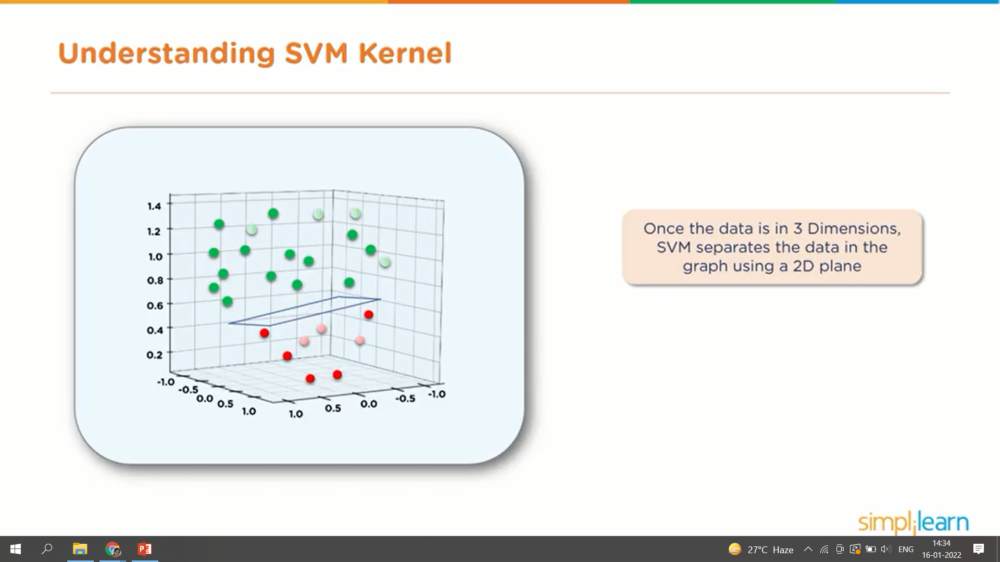 Understanding SVM Kernel
1.4
1.2
1.0
0.8
0.6
0.4
0.2
-1.0
-0.5
0.0
0.5
1.0
1.0
0.5
0.0
-0.5
-1.0
Once the data is in 3 Dimensions,
SVM separates the data in the
graph using a 2D plane
simplilearn
27°C Haze
ENG
14:34
16-01-2022